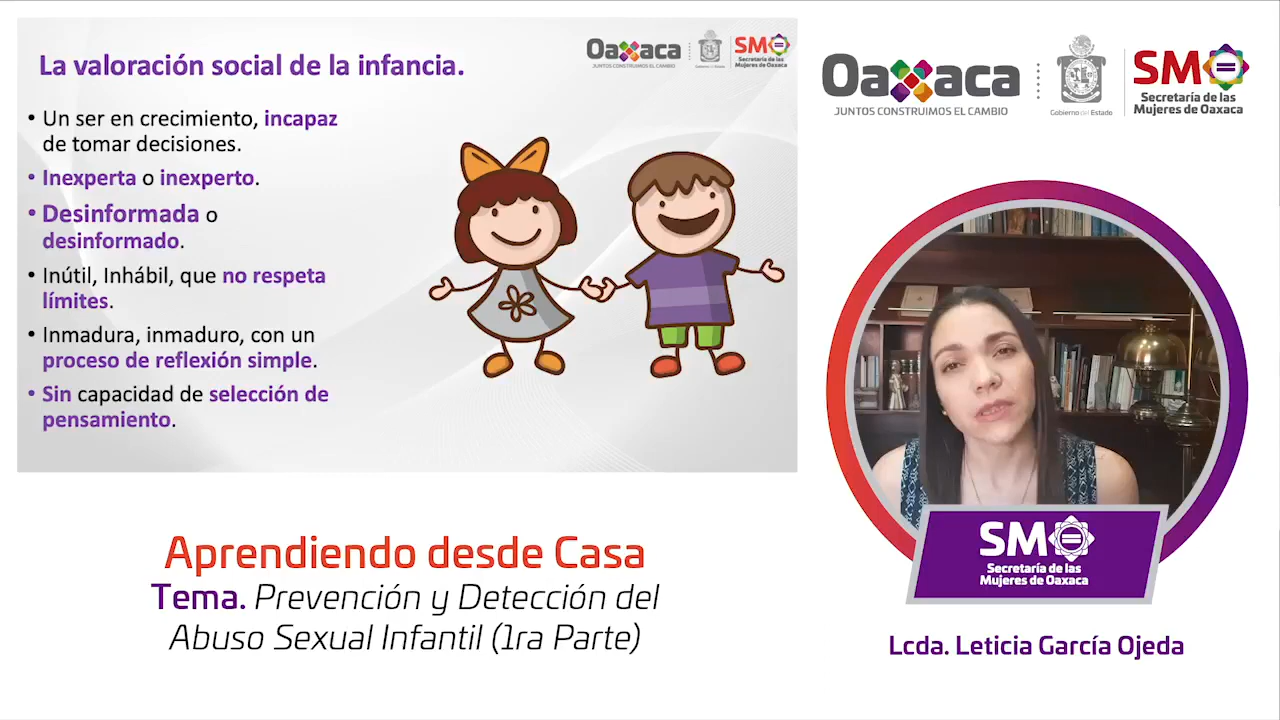 La valoración social de la infancia.
Oaxaca
JUNTOS CONSTRUIMOS EL CAMBIO
Gobierno del Estado
SM
Secretaría de las
Mujeres de Oaxaca
• Un ser en crecimiento, incapaz
de tomar decisiones.
• Inexperta o inexperto.
• Desinformada o
desinformado.
• Inútil, Inhábil, que no respeta
límites.
• Inmadura, inmaduro, con un
proceso de reflexión simple.
• Sin capacidad de selección de
pensamiento.
Oaxaca
JUNTOS CONSTRUIMOS EL CAMBIO
Gobierno del Estado
SM
Secretaría de las
Mujeres de Oaxaca
SM
Secretaría de las
Mujeres de Oaxaca
Aprendiendo desde Casa
Tema. Prevención y Detección del
Abuso Sexual Infantil (1ra Parte)
Lcda. Leticia García Ojeda